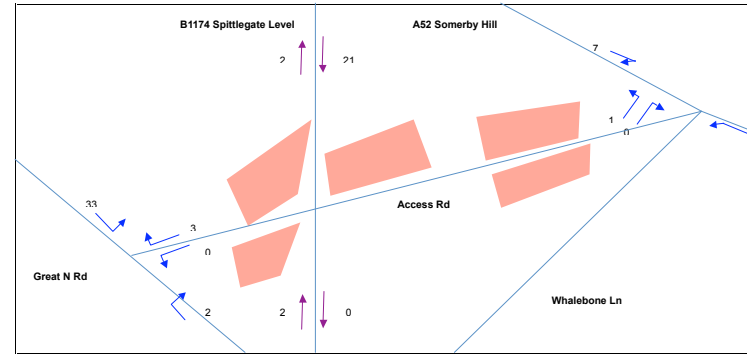 B1174 Spittlegate Level
A52 Somerby Hill
7
2
21
1
0
33
3
Access Rd
0
Great N Rd
2
2
0
Whalebone Ln